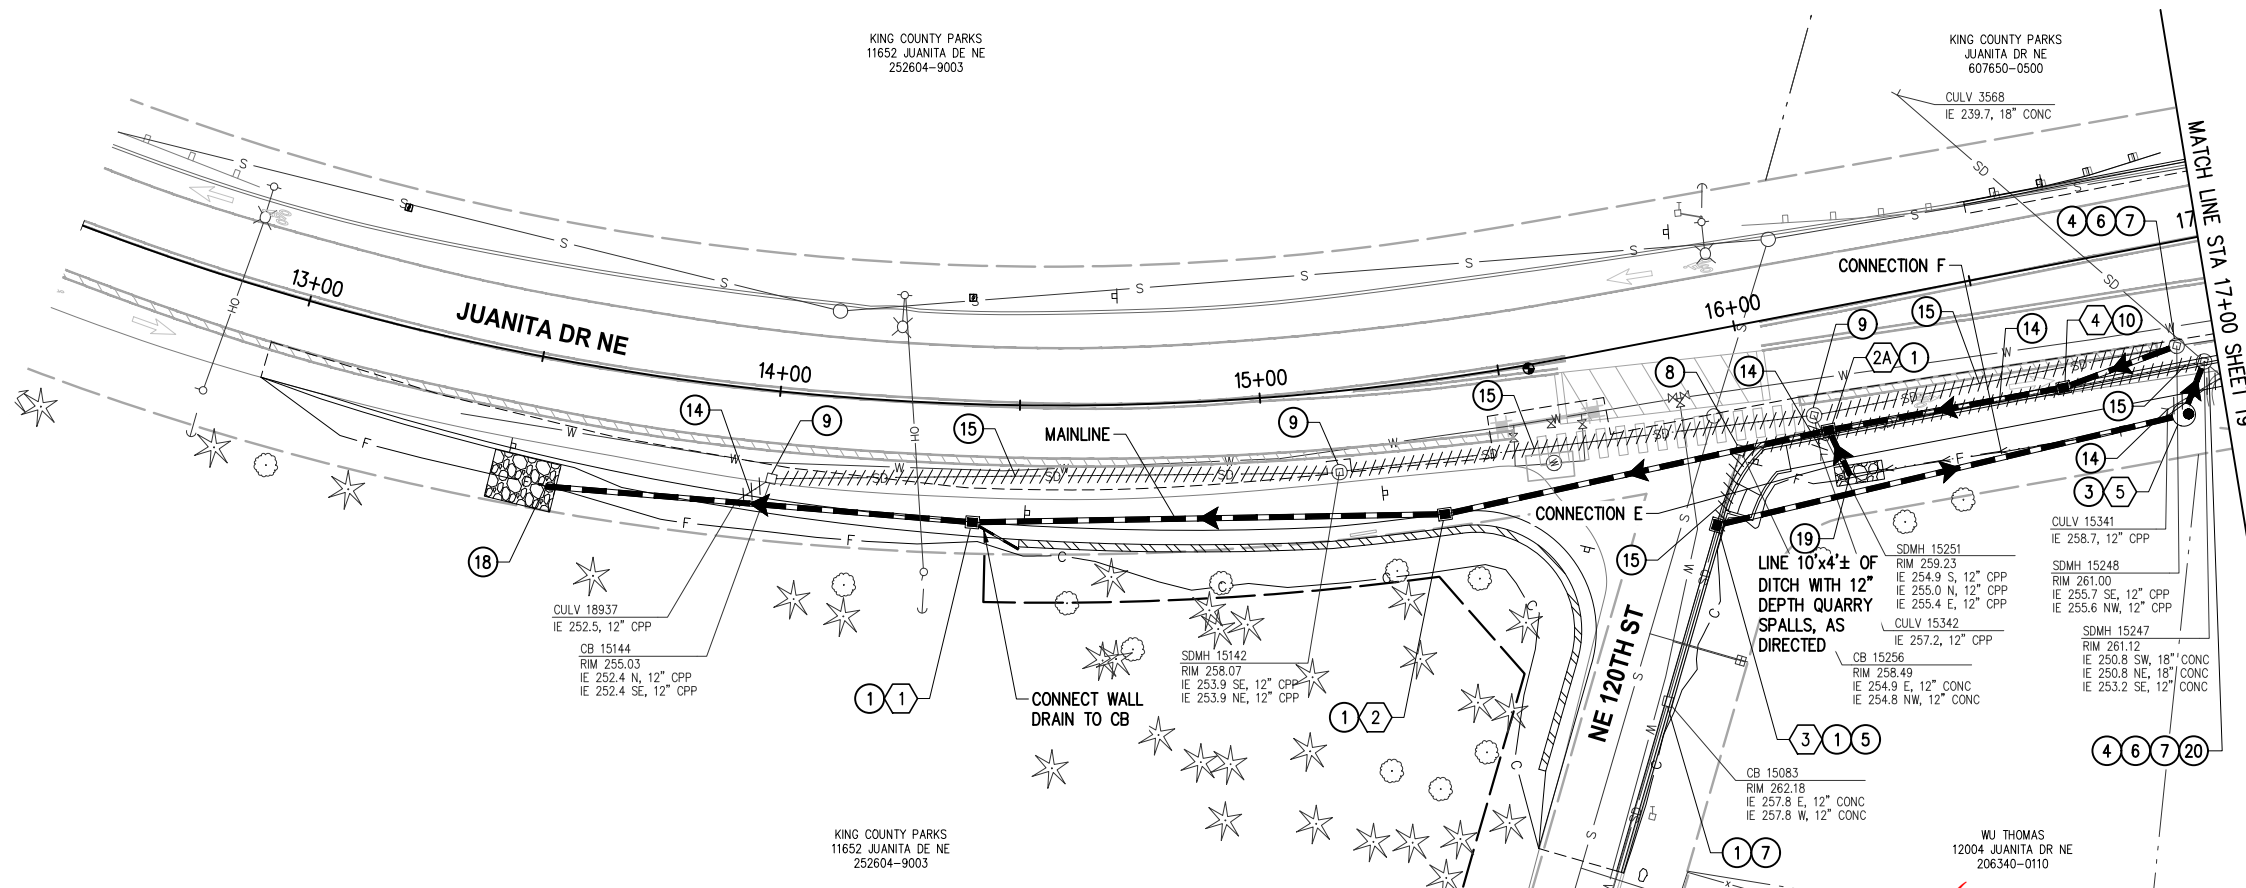 KING COUNTY PARKS
11652 JUANITA DE NE
252604-9003
KING COUNTY PARKS
JUANITA DR NE
607650-0500
CULV 3568
IE 239.7, 18" CONC
MATCH LINE STA 17+00 SHEET 19
4 6 7
17
CONNECTION F
13+00
JUANITA DR NE
14+00
15+00
16+00
9
15
14
4 10
2A 1
14
8
15
14
9
15
MAINLINE
9
15
14
3 5
CONNECTION E
18
15
19
LINE 10'x4'± OF
DITCH WITH 12"
DEPTH QUARRY
SPALLS, AS
DIRECTED
CULV 15341
IE 258.7, 12" CPP
SDMH 15251
RIM 259.23
IE 254.9 S, 12" CPP
IE 255.0 N, 12" CPP
IE 255.4 E, 12" CPP
SDMH 15248
RIM 261.00
IE 255.7 SE, 12" CPP
IE 255.6 NW, 12" CPP
CULV 15342
IE 257.2, 12" CPP
SDMH 15247
RIM 261.12
IE 250.8 SW, 18" CONC
IE 250.8 NE, 18" CONC
IE 253.2 SE, 12" CONC
CB 15256
RIM 258.49
IE 254.9 E, 12" CONC
IE 254.8 NW, 12" CONC
CULV 18937
IE 252.5, 12" CPP
CB 15144
RIM 255.03
IE 252.4 N, 12" CPP
IE 252.4 SE, 12" CPP
SDMH 15142
RIM 258.07
IE 253.9 SE, 12" CPP
IE 253.9 NE, 12" CPP
NE 120TH ST
1 1
CONNECT WALL
DRAIN TO CB
1 2
3 1 5
4 6 7 20
CB 15083
RIM 262.18
IE 257.8 E, 12" CONC
IE 257.8 W, 12" CONC
1 7
KING COUNTY PARKS
11652 JUANITA DE NE
252604-9003
WU THOMAS
12004 JUANITA DR NE
206340-0110